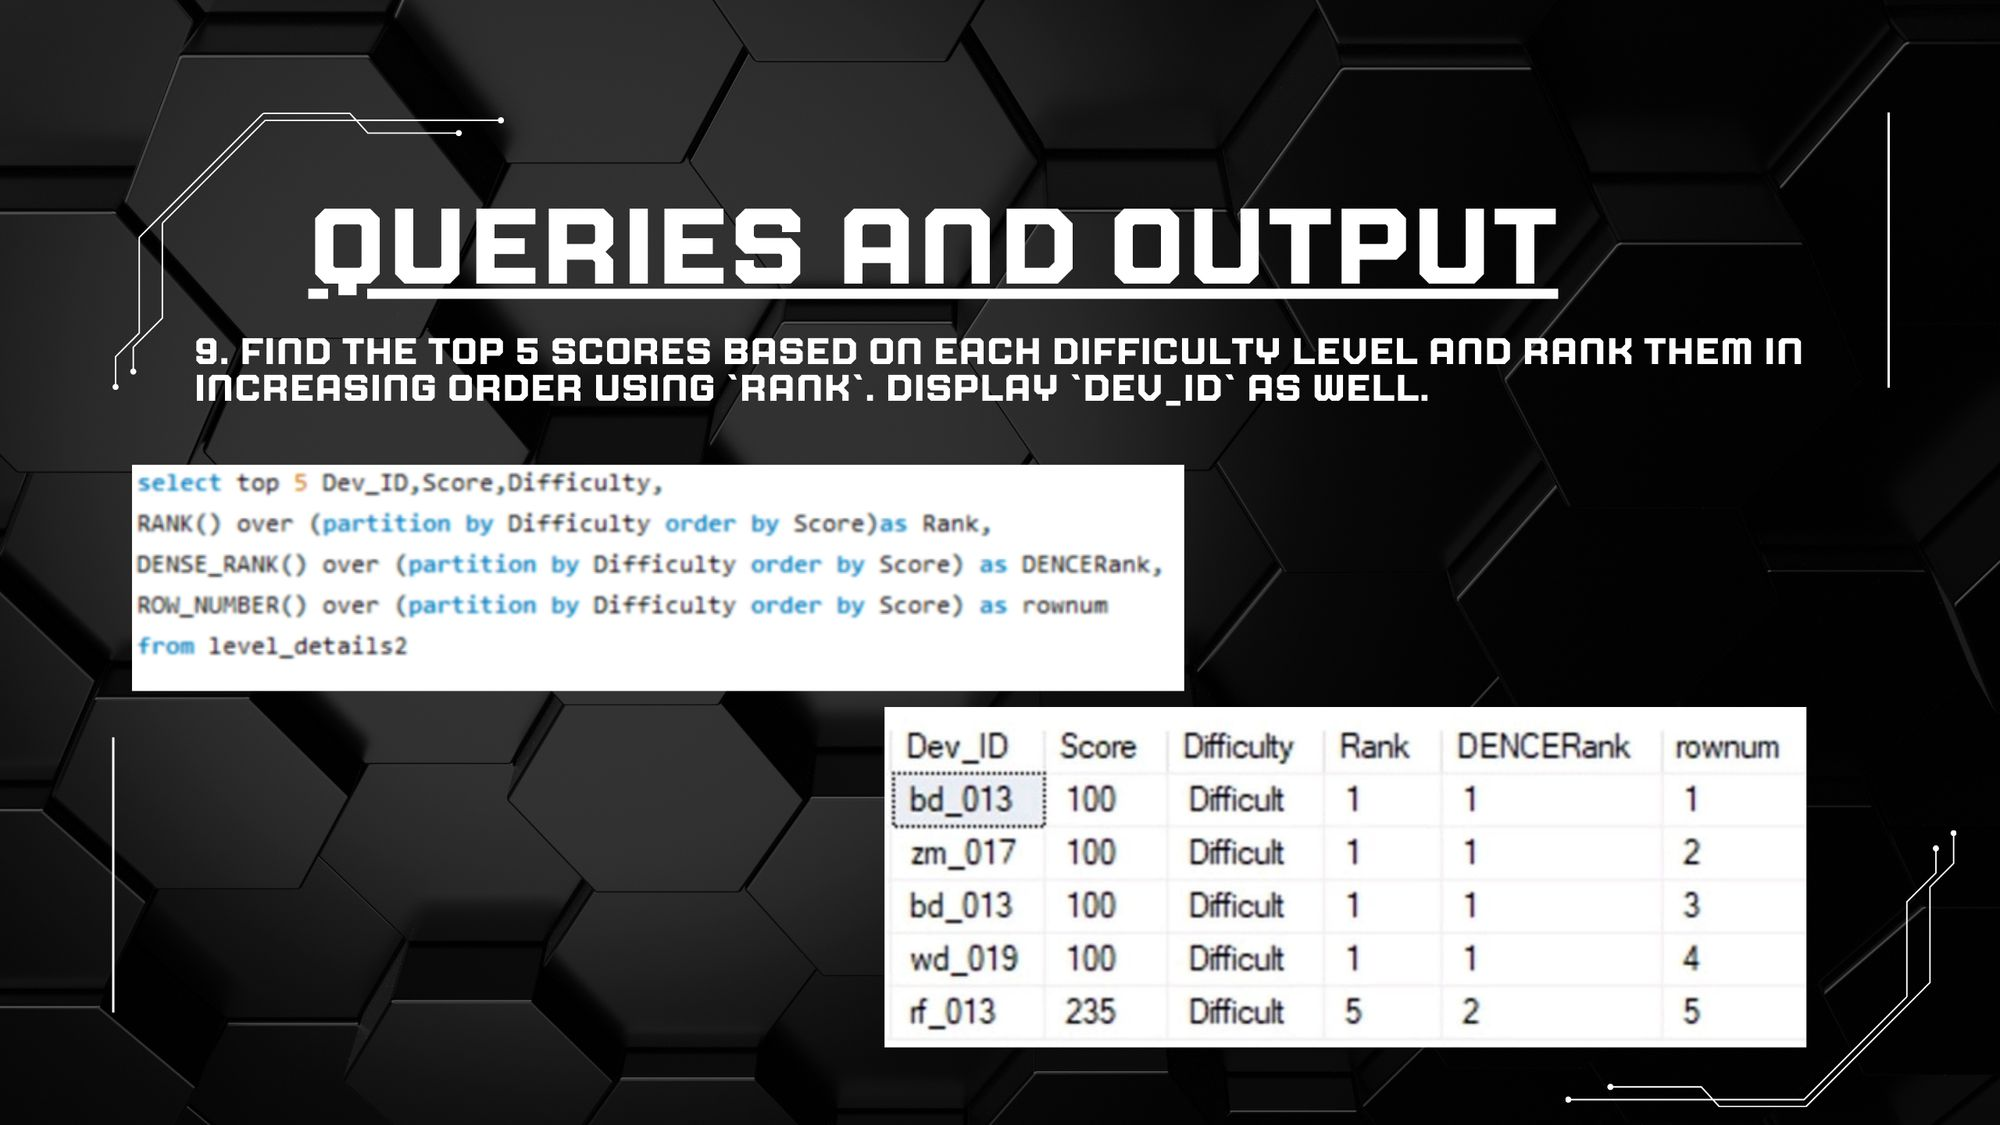 QUERIES AND OUTPUT
9. FIND THE TOP 5 SCORES BASED ON EACH DIFFICULTY LEVEL AND RANK THEM IN
INCREASING ORDER USING `RANK`. DISPLAY `DEV_ID` AS WELL.
select top 5 Dev_ID,Score,Difficulty,
RANK() over (partition by Difficulty order by Score)as Rank,
DENSE_RANK() over (partition by Difficulty order by Score) as DENCERank,
ROW_NUMBER() over (partition by Difficulty order by Score) as rownum
from level_details2
Dev_ID Score Difficulty Rank DENCERank rownum
bd_013 100 Difficult 1 1 1
zm_017 100 Difficult 1 1 2
bd_013 100 Difficult 1 1 3
wd_019 100 Difficult 1 1 4
rf_013 235 Difficult 5 2 5